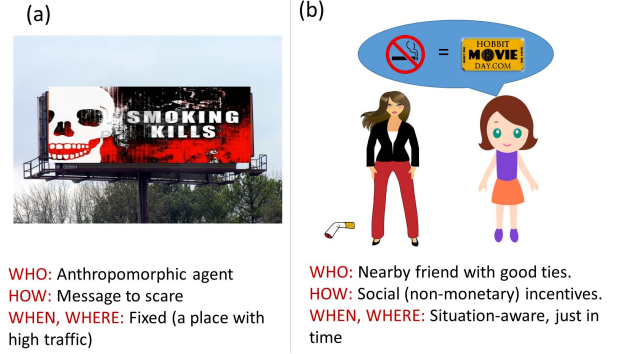 (a)
SMOKING
KILLS
WHO: Anthropomorphic agent
HOW: Message to scare
WHEN, WHERE: Fixed (a place with
high traffic)
(b)
=
HOBBIT
MOVIE
DAY.COM
WHO: Nearby friend with good ties.
HOW: Social (non-monetary) incentives.
WHEN, WHERE: Situation-aware, just in
time